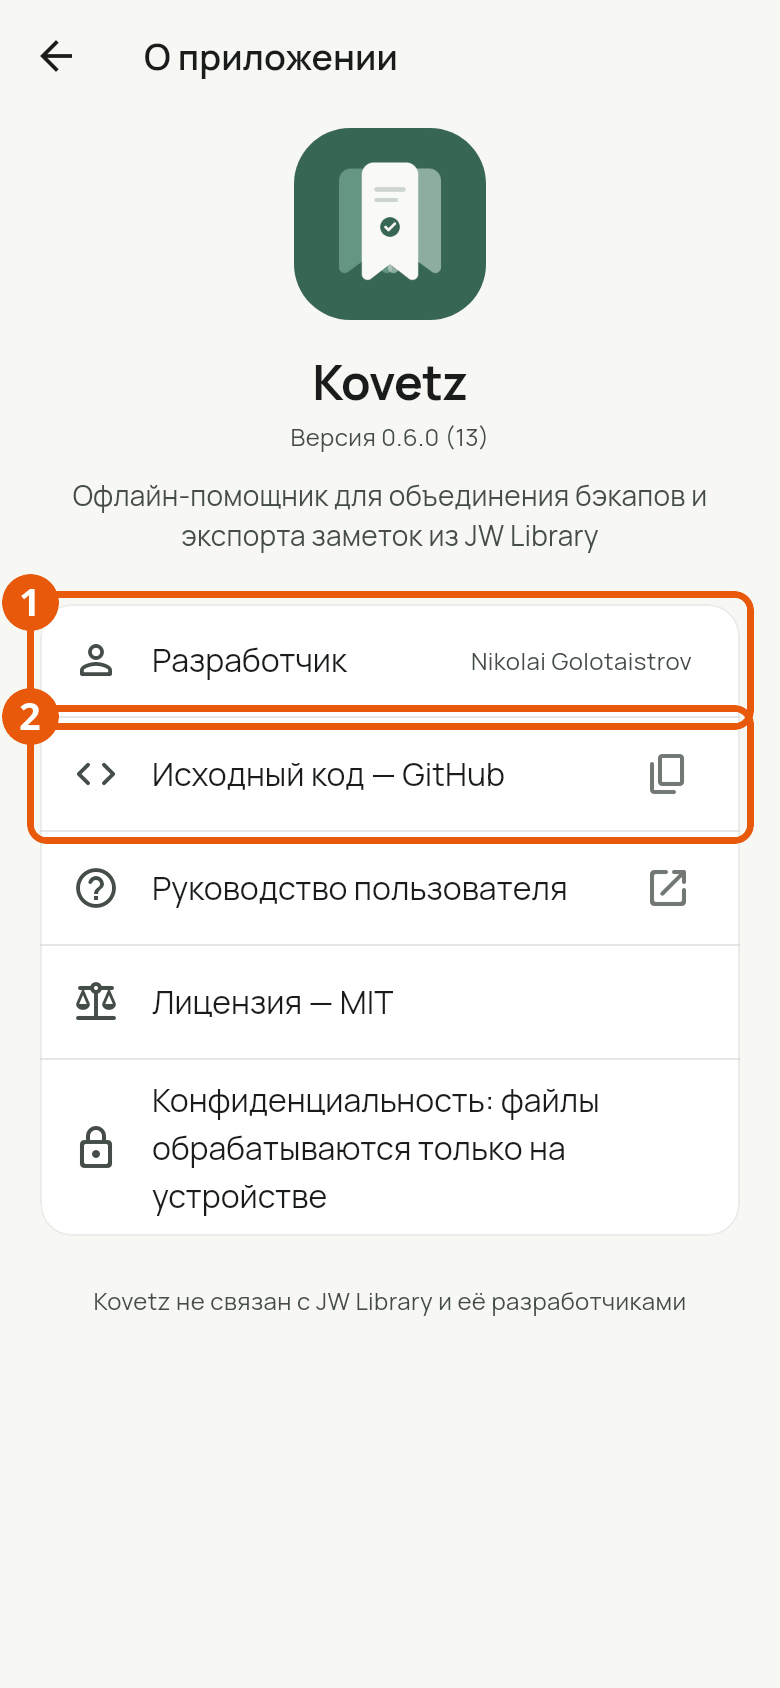 О приложении
Kovetz
Версия 0.6.0 (13)
Офлайн-помощник для объединения бэкапов и
экспорта заметок из JW Library
1
Разработчик Nikolai Golotaistrov
2
Исходный код — GitHub
Руководство пользователя
Лицензия — MIT
Конфиденциальность: файлы
обрабатываются только на
устройстве
Kovetz не связан с JW Library и её разработчиками